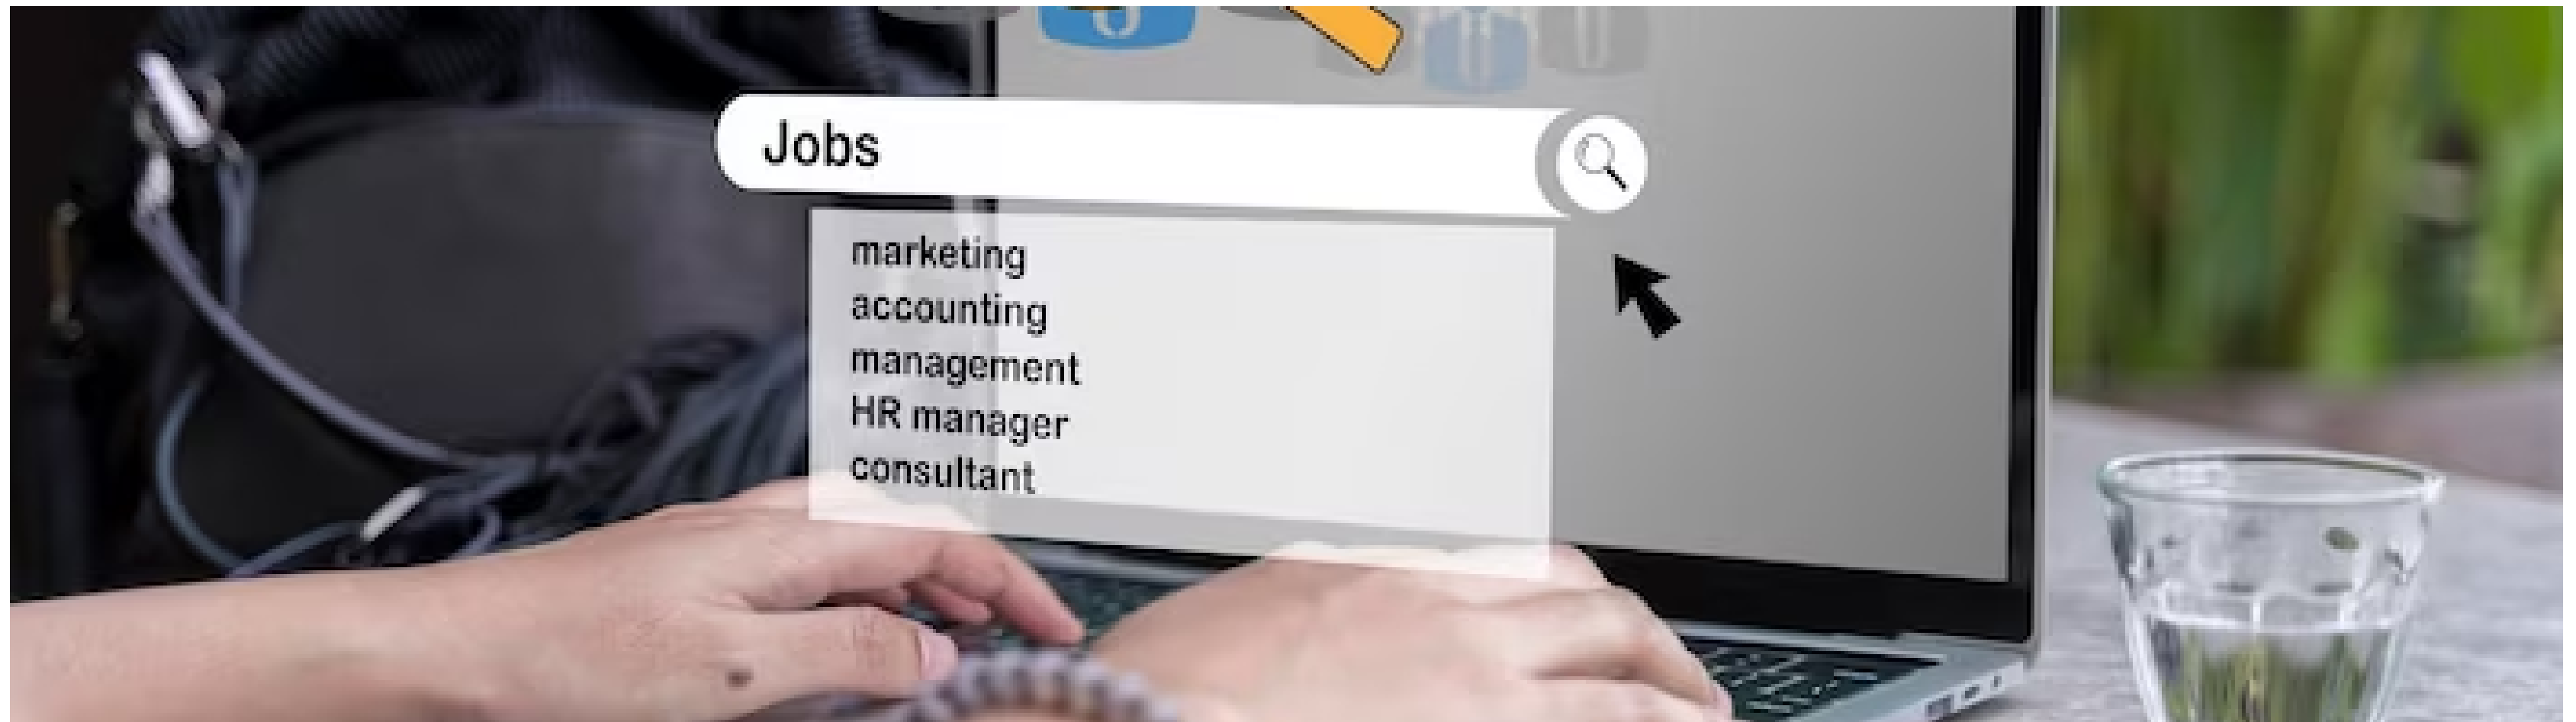 Jobs
marketing
accounting
management
HR manager
consultant